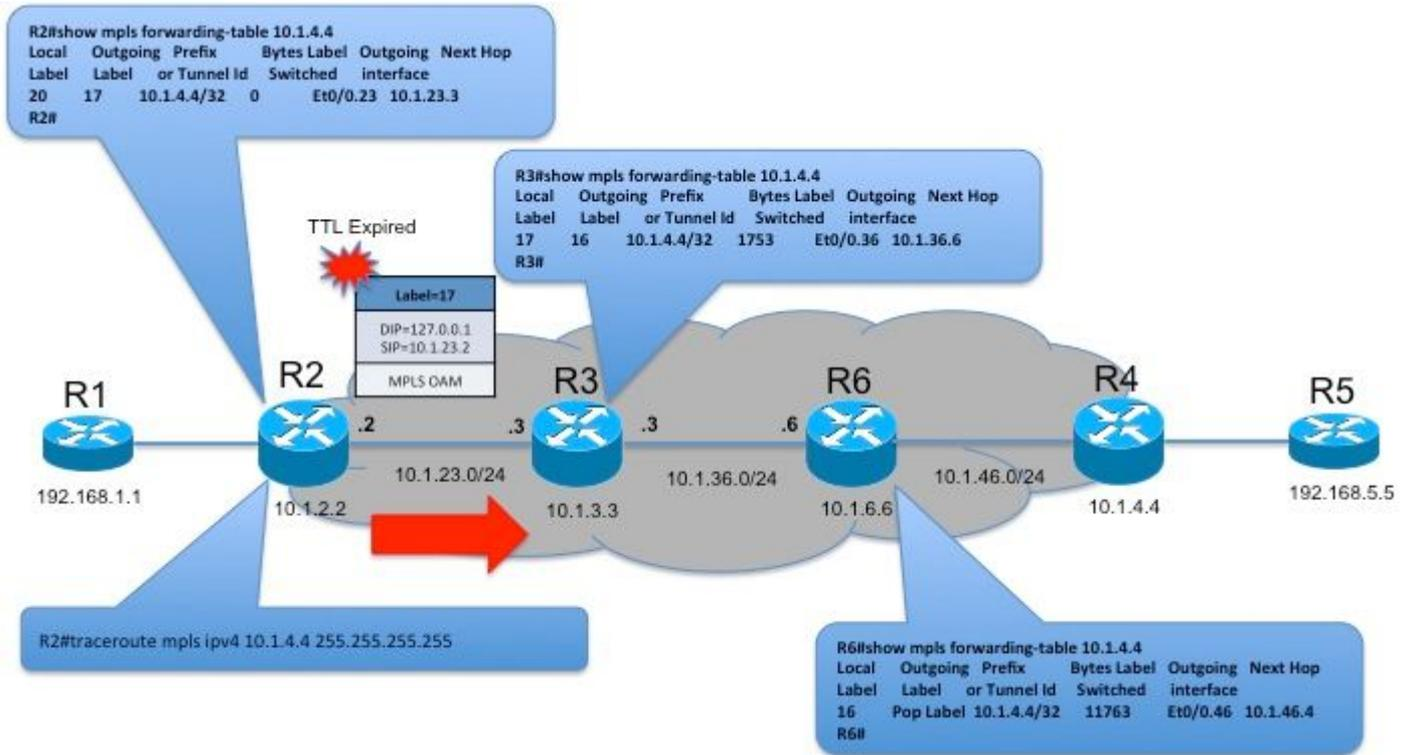 R2#show mpls forwarding-table 10.1.4.4
Local Outgoing Prefix Bytes Label Outgoing Next Hop
Label Label or Tunnel Id Switched interface
20 17 10.1.4.4/32 0 Et0/0.23 10.1.23.3
R2#
R3#show mpls forwarding-table 10.1.4.4
Local Outgoing Prefix Bytes Label Outgoing Next Hop
Label Label or Tunnel Id Switched interface
17 16 10.1.4.4/32 1753 Et0/0.36 10.1.36.6
R3#
TTL Expired
Label=17
DIP=127.0.0.1
SIP=10.1.23.2
MPLS OAM
R1
R2
R3
R6
R4
R5
.2
.3
.3
.6
192.168.1.1
10.1.2.2
10.1.23.0/24
10.1.3.3
10.1.36.0/24
10.1.6.6
10.1.46.0/24
10.1.4.4
192.168.5.5
R2#traceroute mpls ipv4 10.1.4.4 255.255.255.255
R6#show mpls forwarding-table 10.1.4.4
Local Outgoing Prefix Bytes Label Outgoing Next Hop
Label Label or Tunnel Id Switched interface
16 Pop Label 10.1.4.4/32 11763 Et0/0.46 10.1.46.4
R6#